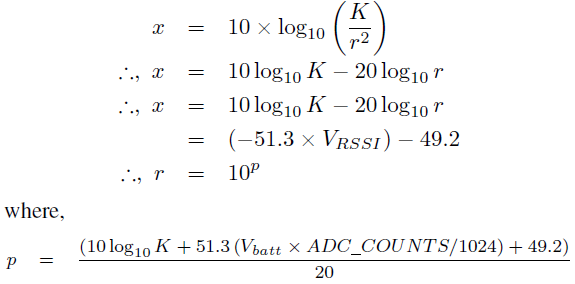 x = 10 × log₁₀ (K/r²)
∴, x = 10 log₁₀ K − 20 log₁₀ r
∴, x = 10 log₁₀ K − 20 log₁₀ r
= (−51.3 × V_RSSI) − 49.2
∴, r = 10^p
where,
p = (10 log₁₀ K + 51.3 (V_batt × ADC_COUNTS/1024) + 49.2) / 20